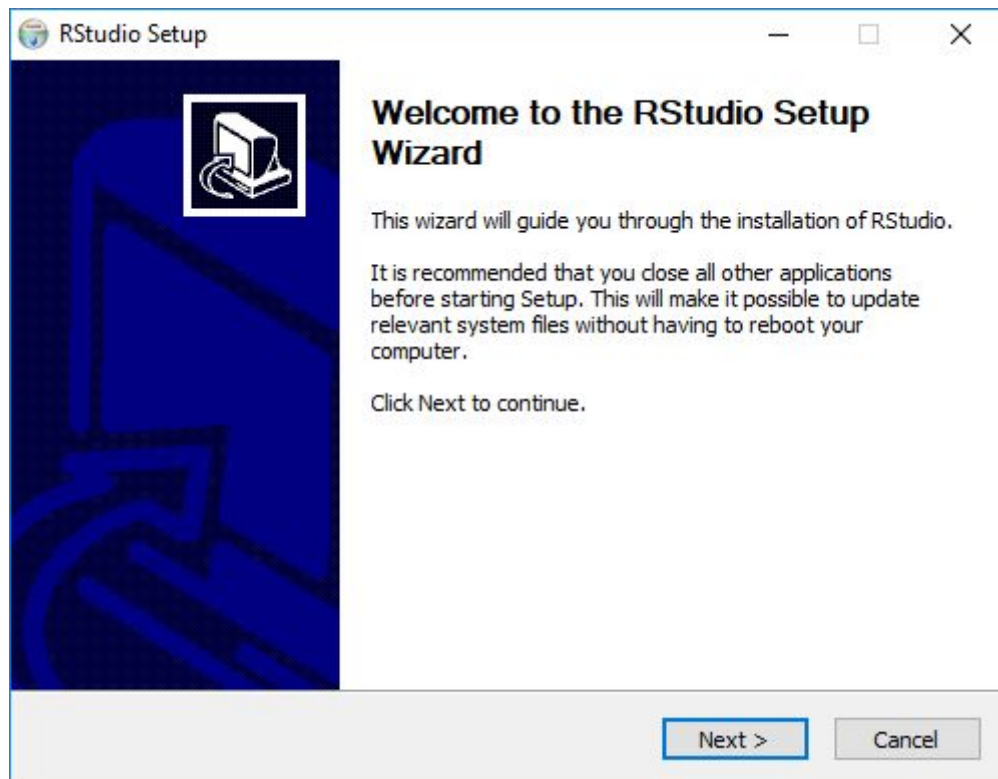 RStudio Setup
Welcome to the RStudio Setup
Wizard
This wizard will guide you through the installation of RStudio.
It is recommended that you close all other applications
before starting Setup. This will make it possible to update
relevant system files without having to reboot your
computer.
Click Next to continue.
Next >
Cancel